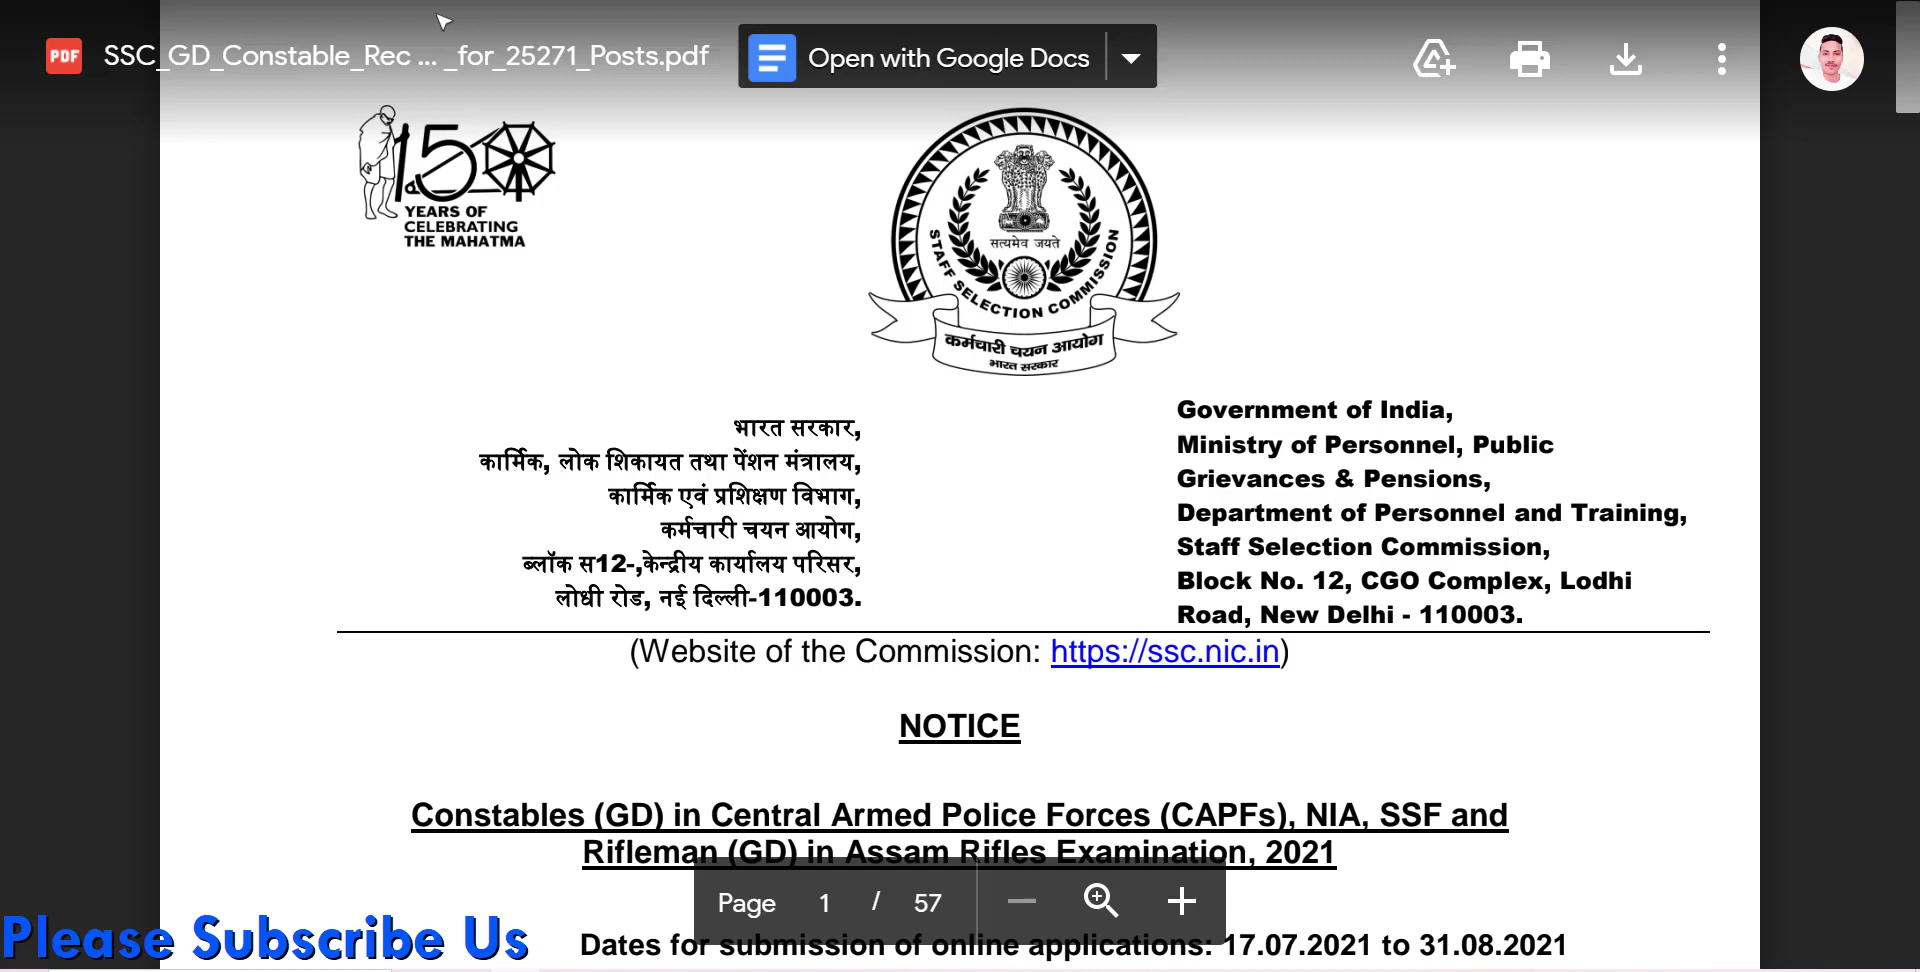 PDF SSC_GD_Constable_Rec ... _for_25271_Posts.pdf
Open with Google Docs
150
YEARS OF
CELEBRATING
THE MAHATMA
सत्यमेव जयते
STAFF SELECTION COMMISSION
कर्मचारी चयन आयोग
भारत सरकार
भारत सरकार,
कार्मिक, लोक शिकायत तथा पेंशन मंत्रालय,
कार्मिक एवं प्रशिक्षण विभाग,
कर्मचारी चयन आयोग,
ब्लॉक स12-,केन्द्रीय कार्यालय परिसर,
लोधी रोड, नई दिल्ली-110003.
Government of India,
Ministry of Personnel, Public
Grievances & Pensions,
Department of Personnel and Training,
Staff Selection Commission,
Block No. 12, CGO Complex, Lodhi
Road, New Delhi - 110003.
(Website of the Commission: https://ssc.nic.in)
NOTICE
Constables (GD) in Central Armed Police Forces (CAPFs), NIA, SSF and
Rifleman (GD) in Assam Rifles Examination, 2021
Page 1 / 57
Please Subscribe Us
Dates for submission of online applications: 17.07.2021 to 31.08.2021